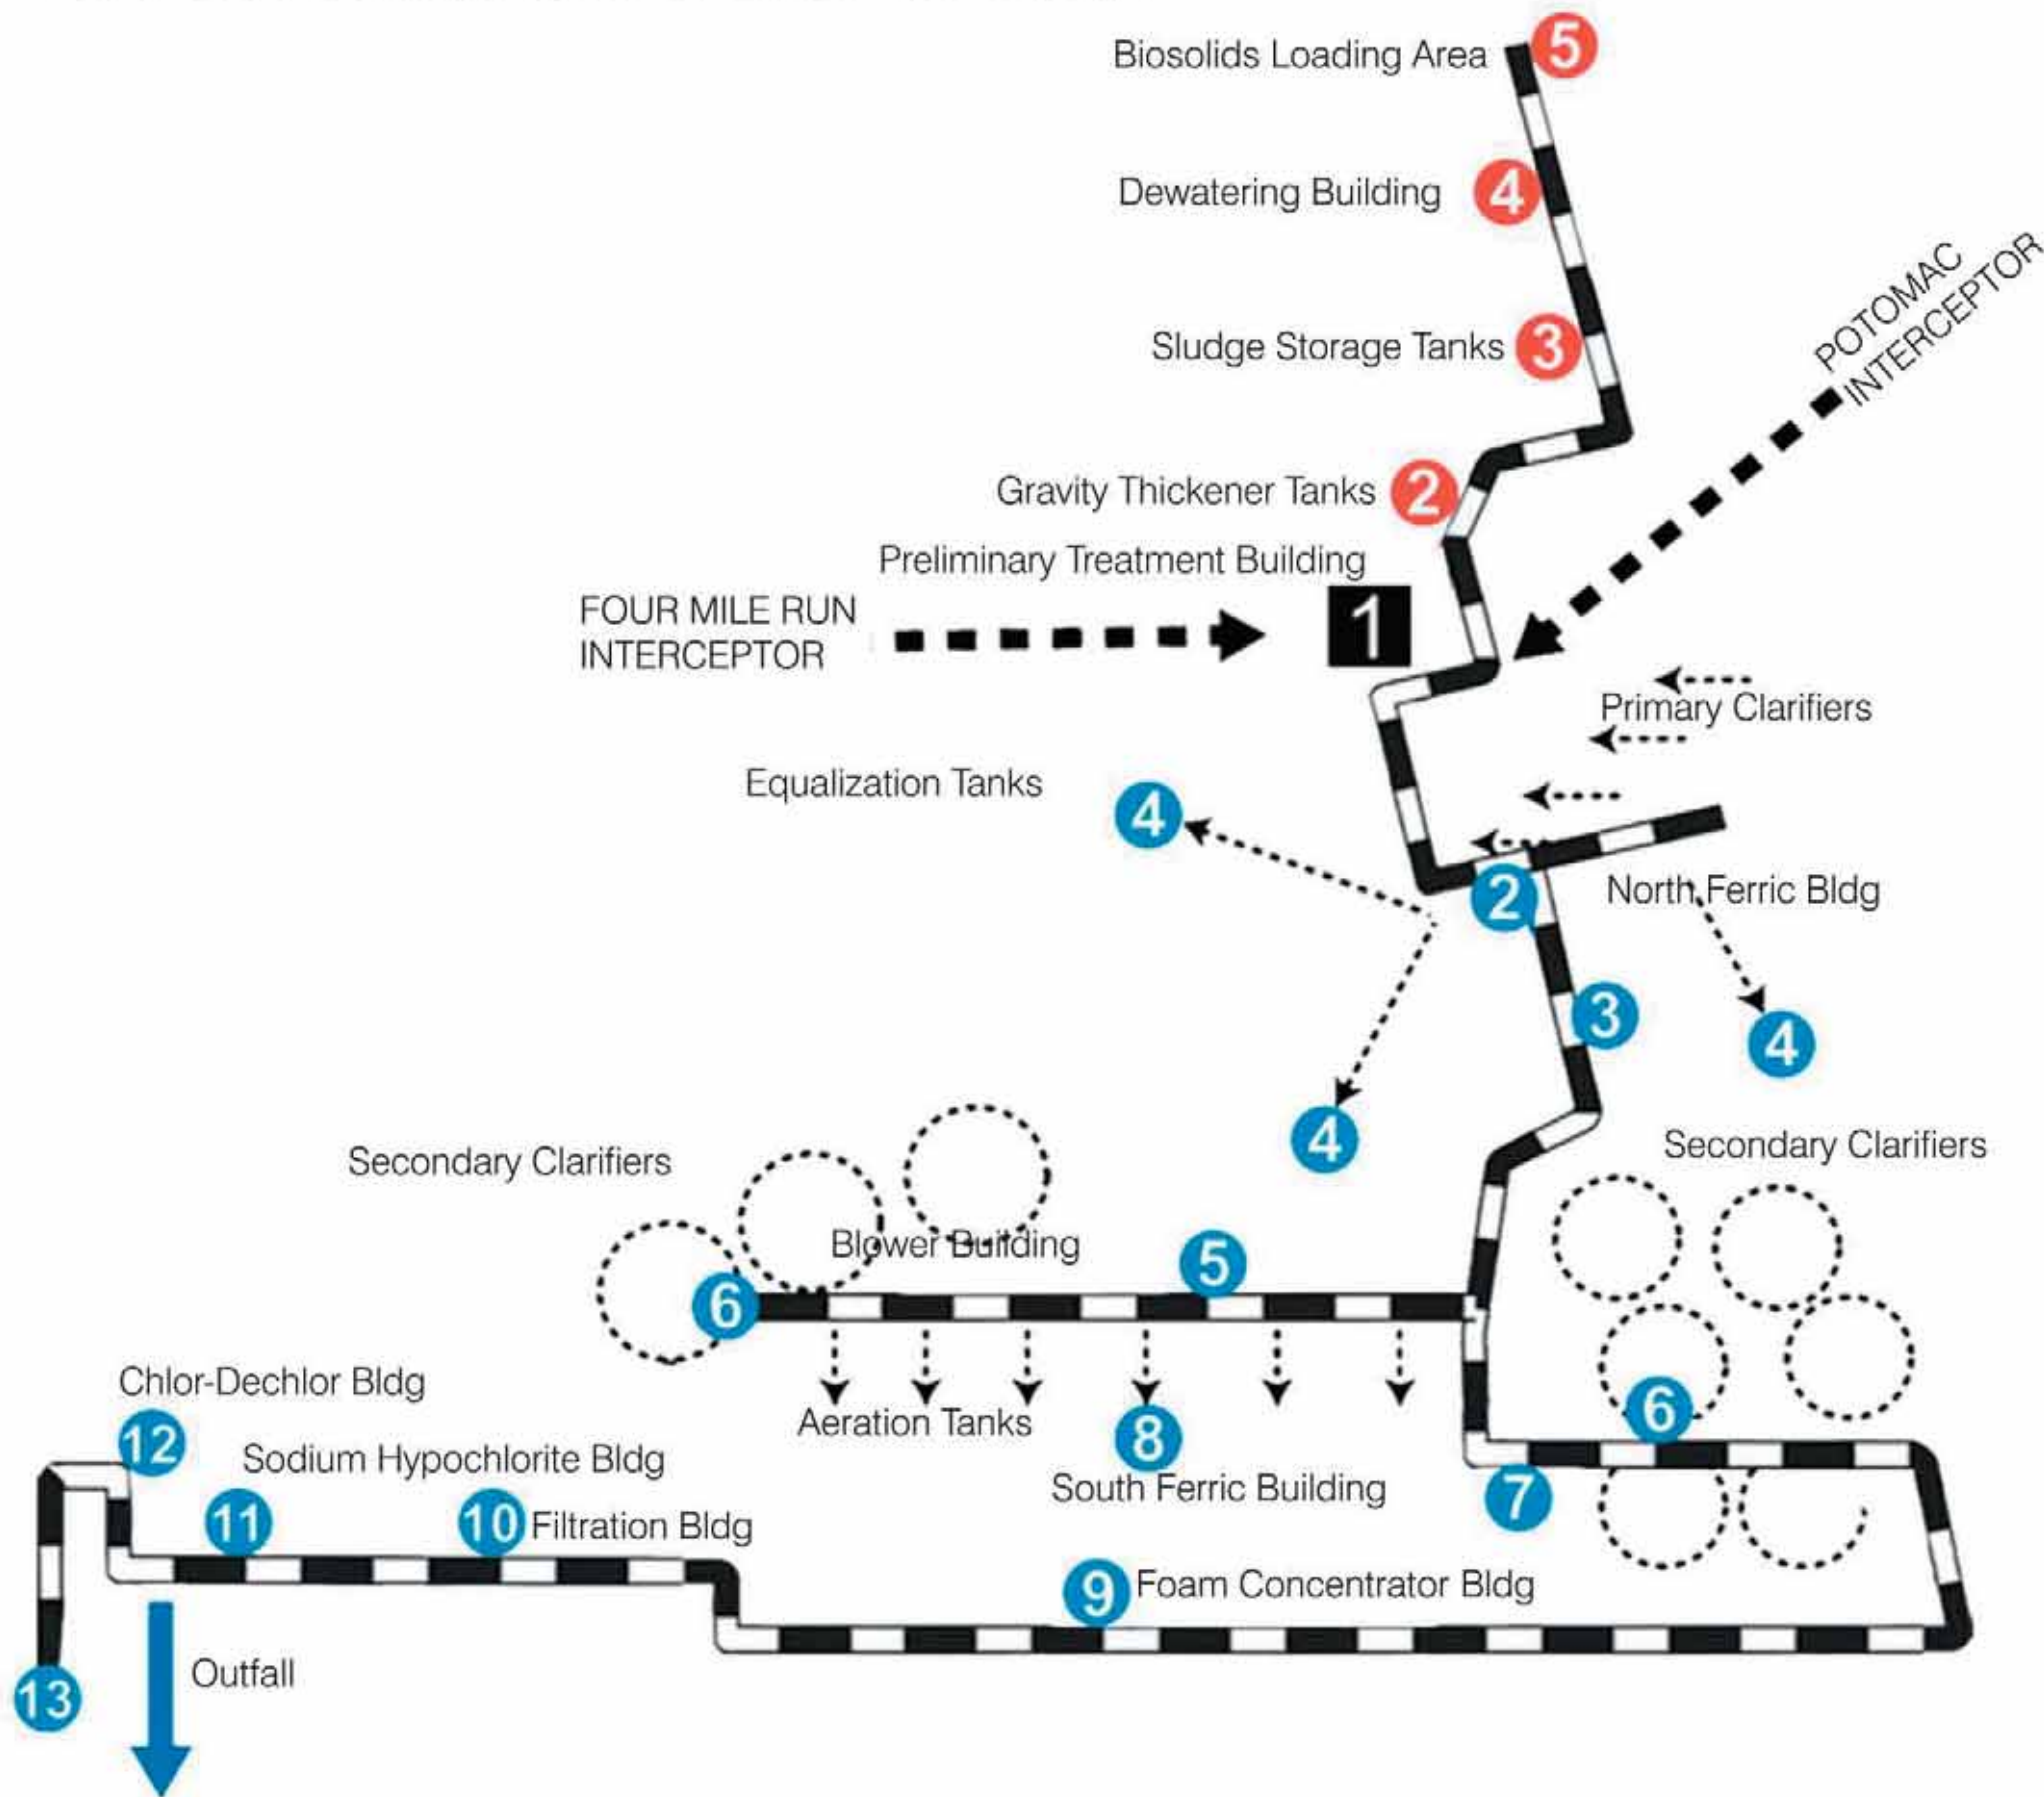 Biosolids Loading Area 5
Dewatering Building 4
Sludge Storage Tanks 3
POTOMAC
INTERCEPTOR
Gravity Thickener Tanks 2
Preliminary Treatment Building
FOUR MILE RUN
INTERCEPTOR
1
Primary Clarifiers
Equalization Tanks 4
2
North Ferric Bldg
3
4
4
Secondary Clarifiers
Secondary Clarifiers
Blower Building 5
6
Chlor-Dechlor Bldg
12
Aeration Tanks
8
6
Sodium Hypochlorite Bldg
South Ferric Building
7
11
10 Filtration Bldg
9 Foam Concentrator Bldg
Outfall
13